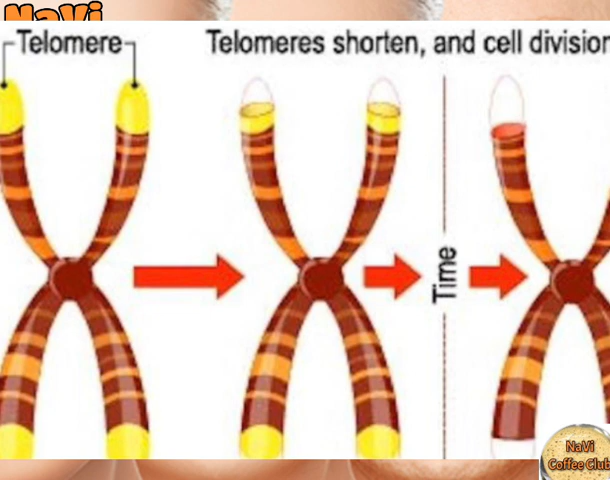 NaVi
Telomere
Telomeres shorten, and cell division
Time
NaVi
Coffee Club